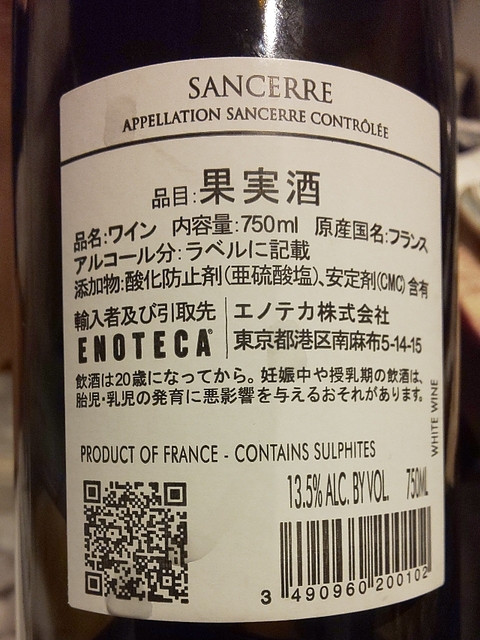 SANCERRE
APPELLATION SANCERRE CONTRÔLÉE
品目:果実酒
品名:ワイン 内容量:750ml 原産国名:フランス
アルコール分:ラベルに記載
添加物:酸化防止剤(亜硫酸塩)、安定剤(CMC)含有
輸入者及び引取先 エノテカ株式会社
ENOTECA® 東京都港区南麻布5-14-15
飲酒は20歳になってから。妊娠中や授乳期の飲酒は、
胎児・乳児の発育に悪影響を与えるおそれがあります。
WHITE WINE
PRODUCT OF FRANCE - CONTAINS SULPHITES
13.5% ALC. BY VOL. 750ML
3 490960 200102